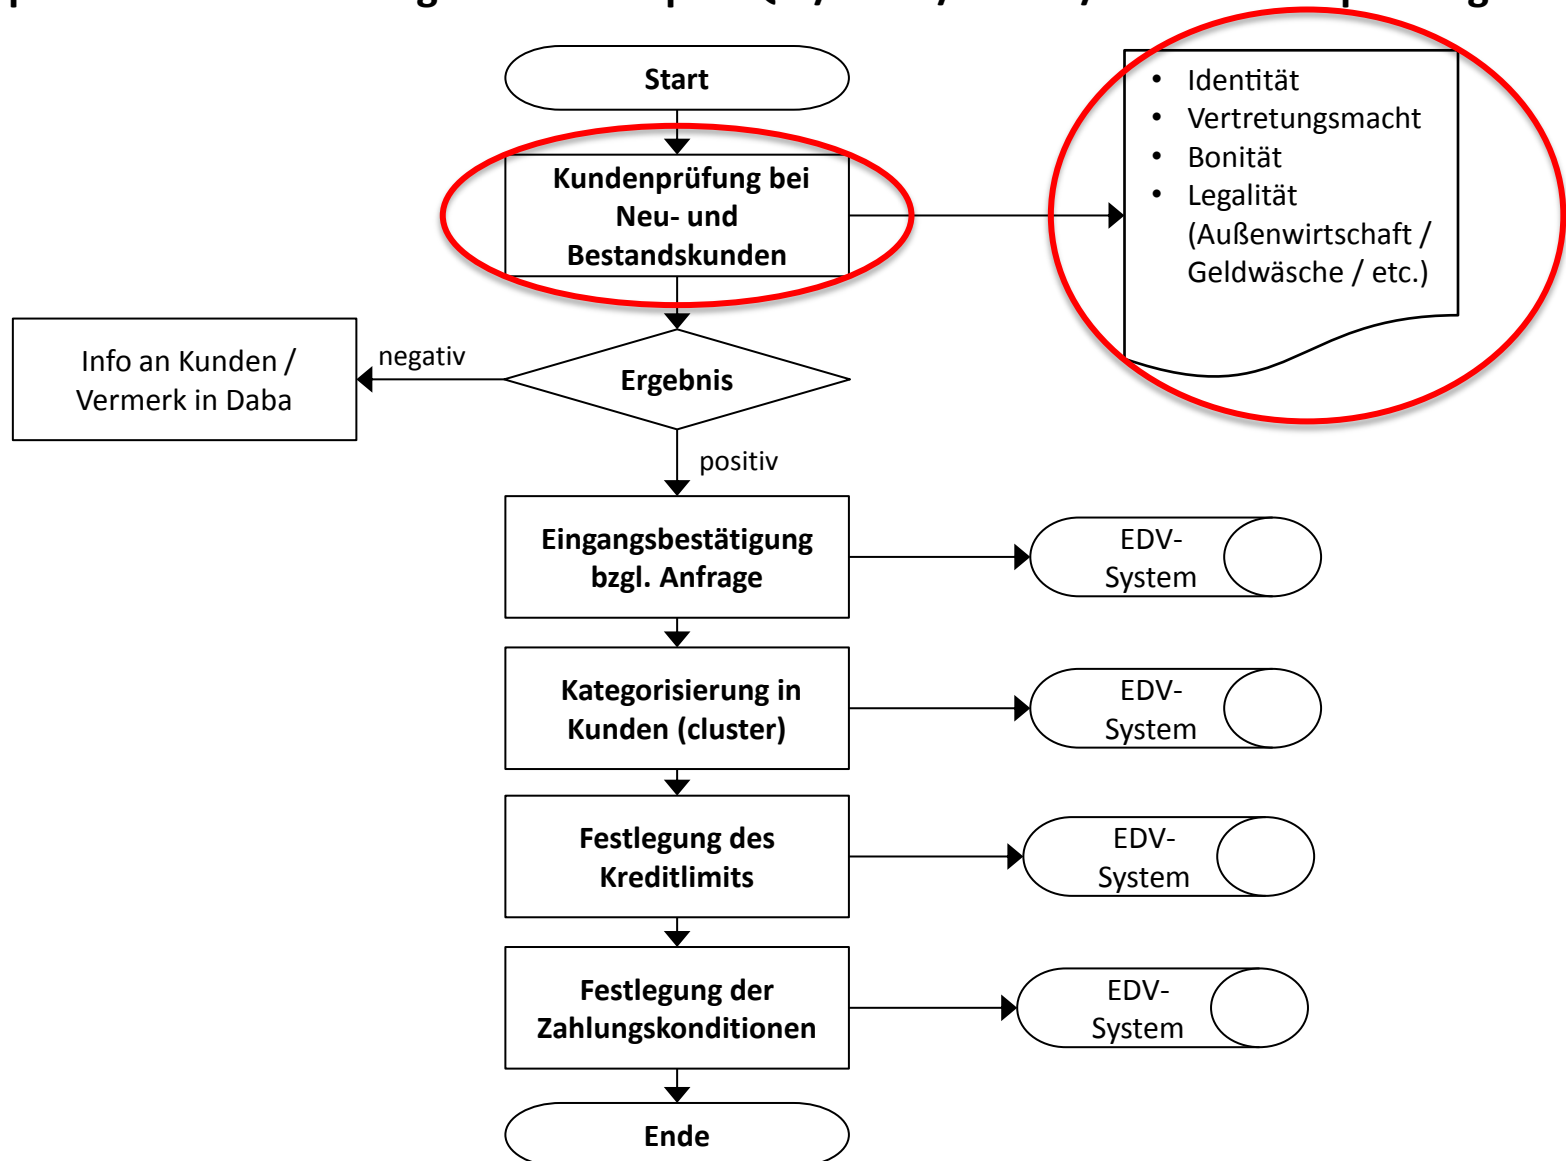 Start
• Identität
• Vertretungsmacht
• Bonität
• Legalität
(Außenwirtschaft /
Geldwäsche / etc.)
Kundenprüfung bei
Neu- und
Bestandskunden
Info an Kunden /
Vermerk in Daba
negativ
Ergebnis
positiv
Eingangsbestätigung
bzgl. Anfrage
EDV-
System
Kategorisierung in
Kunden (cluster)
EDV-
System
Festlegung des
Kreditlimits
EDV-
System
Festlegung der
Zahlungskonditionen
EDV-
System
Ende